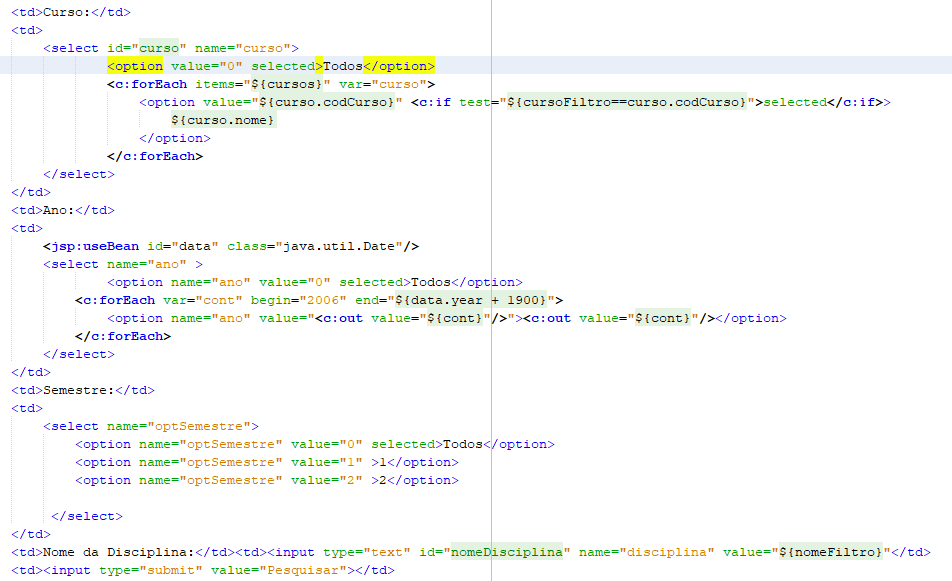 <td>Curso:</td>
<td>
<select id="curso" name="curso">
<option value="0" selected>Todos</option>
<c:forEach items="${cursos}" var="curso">
<option value="${curso.codCurso}" <c:if test="${cursoFiltro==curso.codCurso}">selected</c:if>>
${curso.nome}
</option>
</c:forEach>
</select>
</td>
<td>Ano:</td>
<td>
<jsp:useBean id="data" class="java.util.Date"/>
<select name="ano" >
<option name="ano" value="0" selected>Todos</option>
<c:forEach var="cont" begin="2006" end="${data.year + 1900}">
<option name="ano" value="<c:out value="${cont}"/>"><c:out value="${cont}"/></option>
</c:forEach>
</select>
</td>
<td>Semestre:</td>
<td>
<select name="optSemestre">
<option name="optSemestre" value="0" selected>Todos</option>
<option name="optSemestre" value="1" >1</option>
<option name="optSemestre" value="2" >2</option>
</select>
</td>
<td>Nome da Disciplina:</td><td><input type="text" id="nomeDisciplina" name="disciplina" value="${nomeFiltro}"</td>
<td><input type="submit" value="Pesquisar"></td>